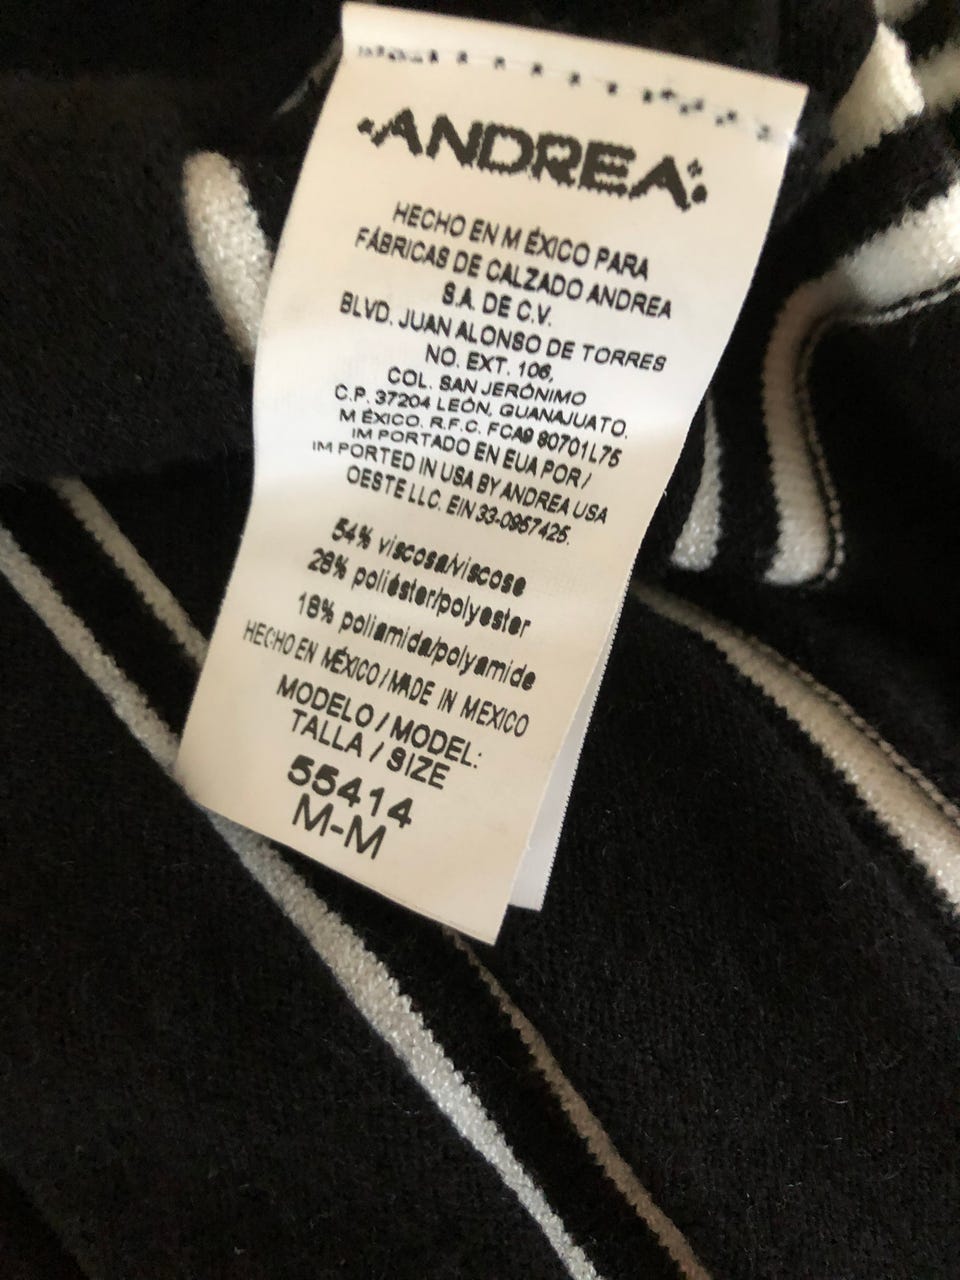 ANDREA
HECHO EN MÉXICO PARA
FÁBRICAS DE CALZADO ANDREA
S.A. DE C.V.
BLVD. JUAN ALONSO DE TORRES
NO. EXT. 106,
COL. SAN JERÓNIMO
C.P. 37204 LEÓN, GUANAJUATO.
MÉXICO. R.F.C. FCA980701L75
IMPORTADO EN EUA POR /
IMPORTED IN USA BY ANDREA USA
OESTE LLC. EIN 33-0957425.
54% viscosa/viscose
28% poliéster/polyester
18% poliamida/polyamide
HECHO EN MÉXICO / MADE IN MEXICO
MODELO / MODEL:
TALLA / SIZE
55414
M-M